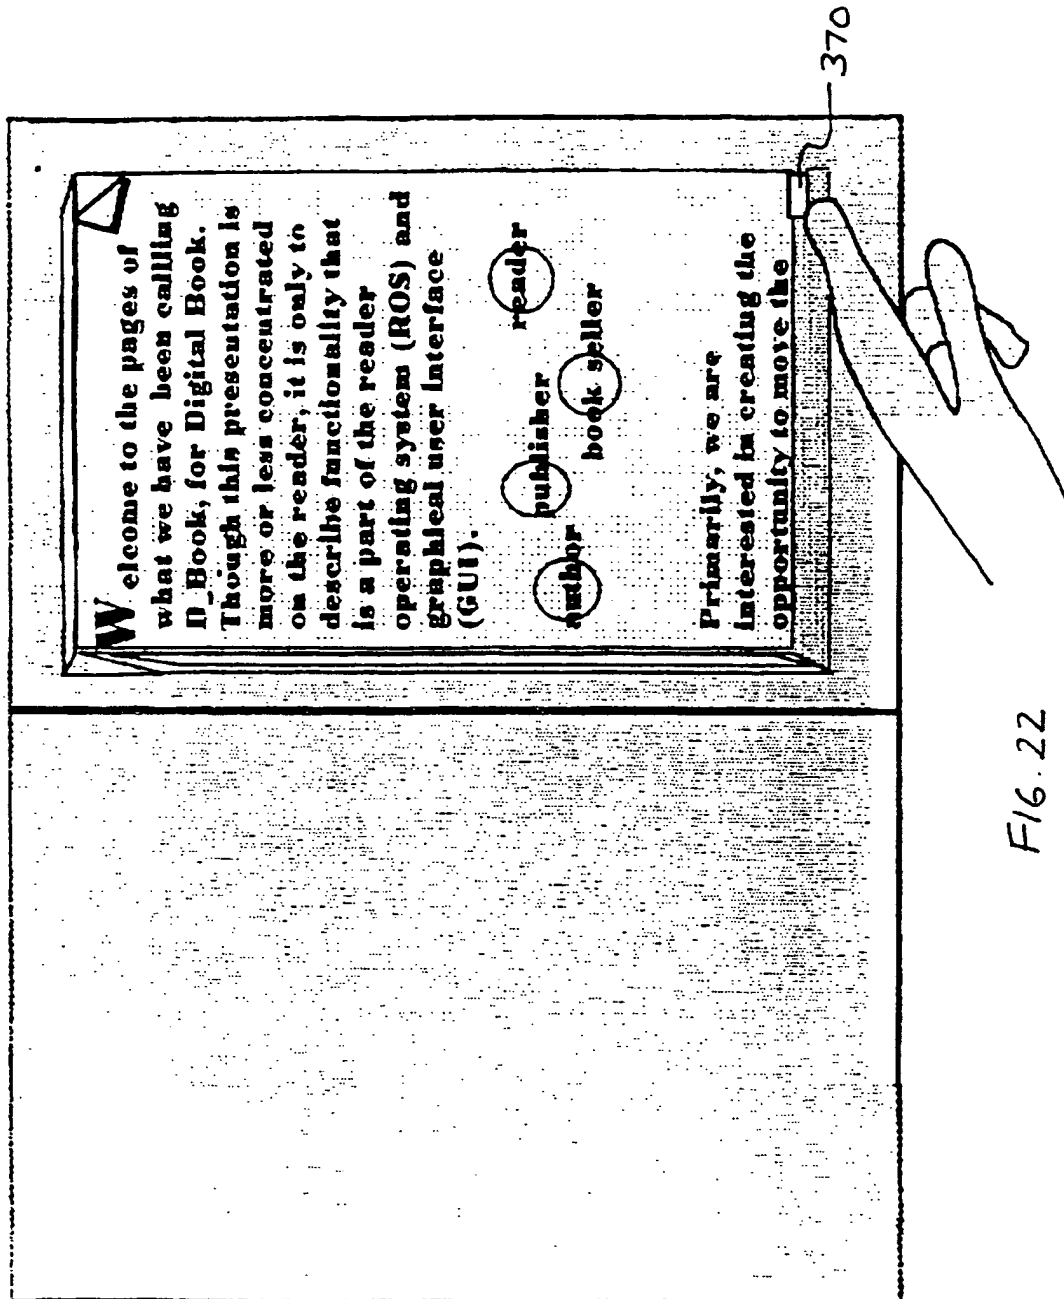 Welcome to the pages of
what we have been calling
D_Book, for Digital Book.
Though this presentation is
more or less concentrated
on the reader, it is only to
describe functionality that
is a part of the reader
operating system (ROS) and
graphical user interface
(GUI).
author
publisher
book seller
reader
Primarily, we are
interested in creating the
opportunity to move the
370
FIG. 22